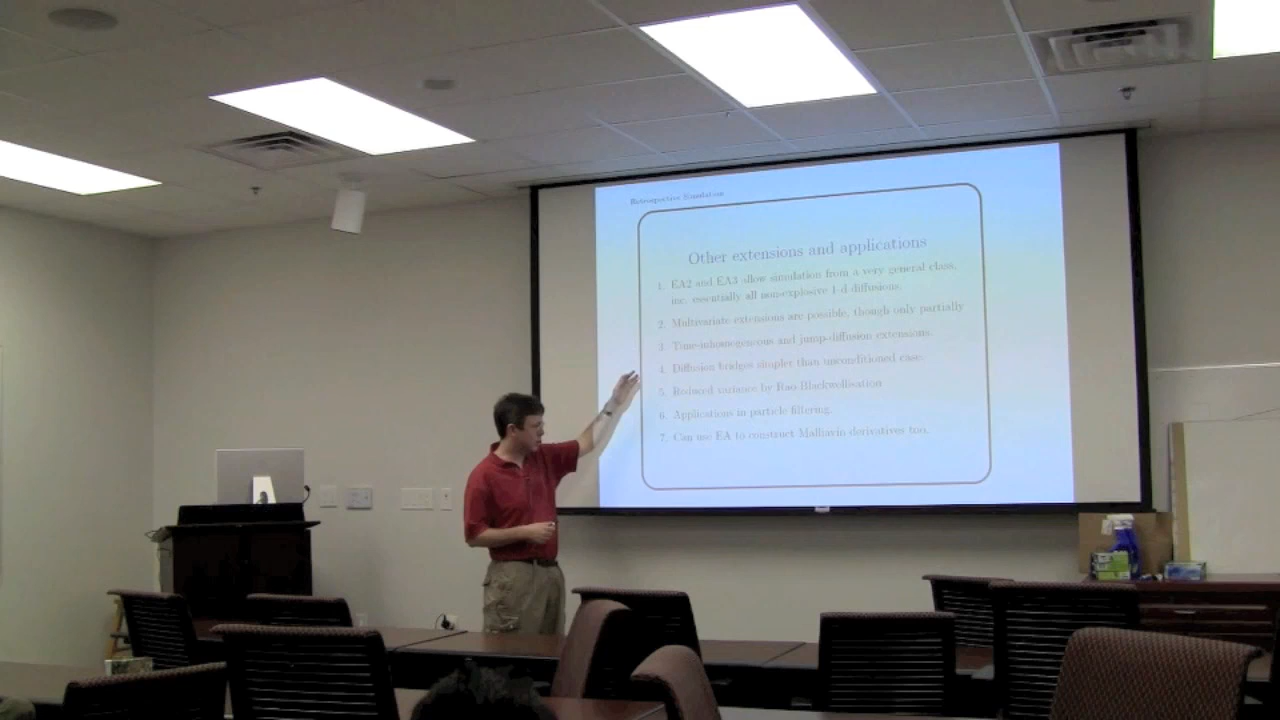 Retrospective Simulation
Other extensions and applications
1. EA2 and EA3 allow simulation from a very general class,
inc. essentially all non-explosive 1-d diffusions.
2. Multivariate extensions are possible, though only partially
3. Time-inhomogeneous and jump-diffusion extensions.
4. Diffusion bridges simpler than unconditioned case.
5. Reduced variance by Rao-Blackwellisation
6. Applications in particle filtering.
7. Can use EA to construct Malliavin derivatives too.